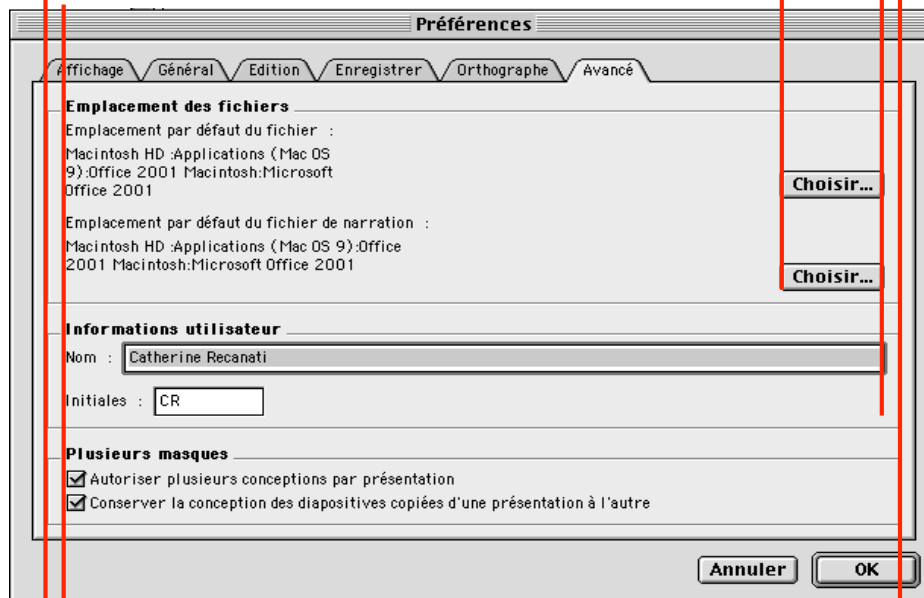 Préférences
Affichage Général Edition Enregistrer Orthographe Avancé
Emplacement des fichiers
Emplacement par défaut du fichier :
Macintosh HD :Applications (Mac OS
9):Office 2001 Macintosh:Microsoft
Office 2001
Choisir...
Emplacement par défaut du fichier de narration :
Macintosh HD :Applications (Mac OS 9):Office
2001 Macintosh:Microsoft Office 2001
Choisir...
Informations utilisateur
Nom : Catherine Recanati
Initiales : CR
Plusieurs masques
Autoriser plusieurs conceptions par présentation
Conserver la conception des diapositives copiées d'une présentation à l'autre
Annuler OK